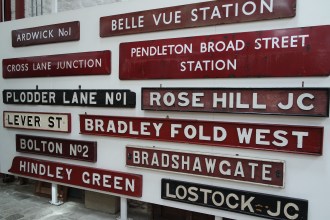 BELLE VUE STATION
ARDWICK No1
PENDLETON BROAD STREET
STATION
CROSS LANE JUNCTION
PLODDER LANE No1
ROSE HILL JC
LEVER ST
BRADLEY FOLD WEST
BOLTON No2
BRADSHAWGATE
HINDLEY GREEN
LOSTOCK JC